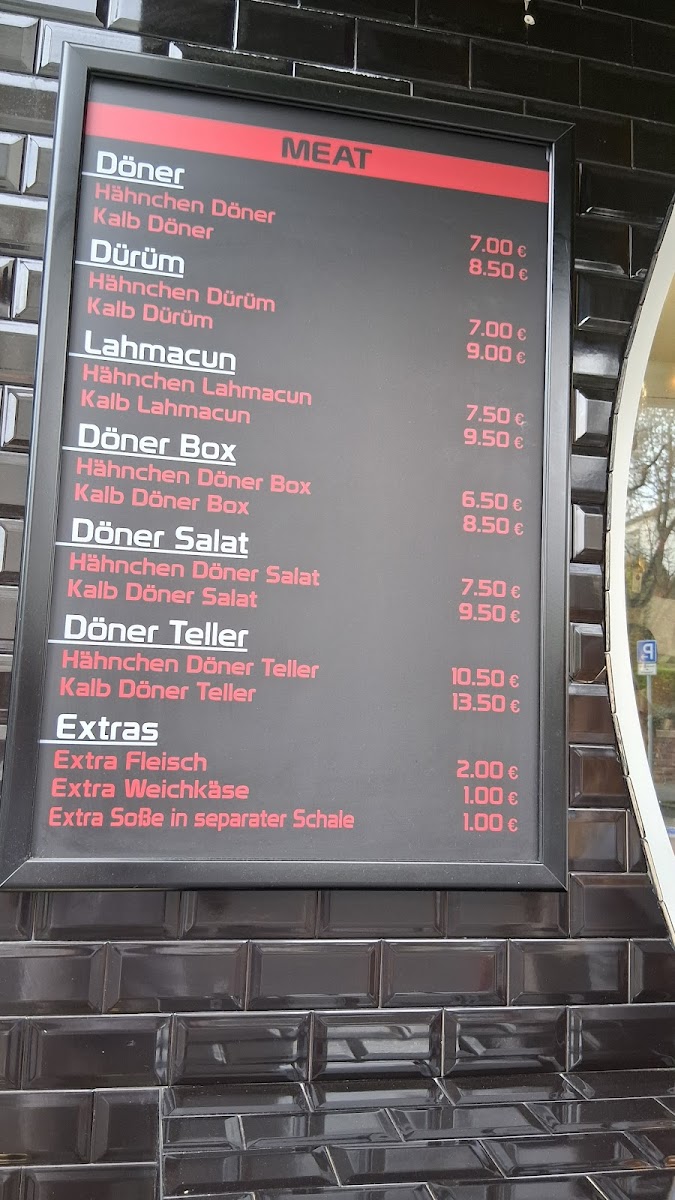 MEAT
Döner
Hähnchen Döner 7.00 €
Kalb Döner 8.50 €
Dürüm
Hähnchen Dürüm 7.00 €
Kalb Dürüm 9.00 €
Lahmacun
Hähnchen Lahmacun 7.50 €
Kalb Lahmacun 9.50 €
Döner Box
Hähnchen Döner Box 6.50 €
Kalb Döner Box 8.50 €
Döner Salat
Hähnchen Döner Salat 7.50 €
Kalb Döner Salat 9.50 €
Döner Teller
Hähnchen Döner Teller 10.50 €
Kalb Döner Teller 13.50 €
Extras
Extra Fleisch 2.00 €
Extra Weichkäse 1.00 €
Extra Soße in separater Schale 1.00 €
P